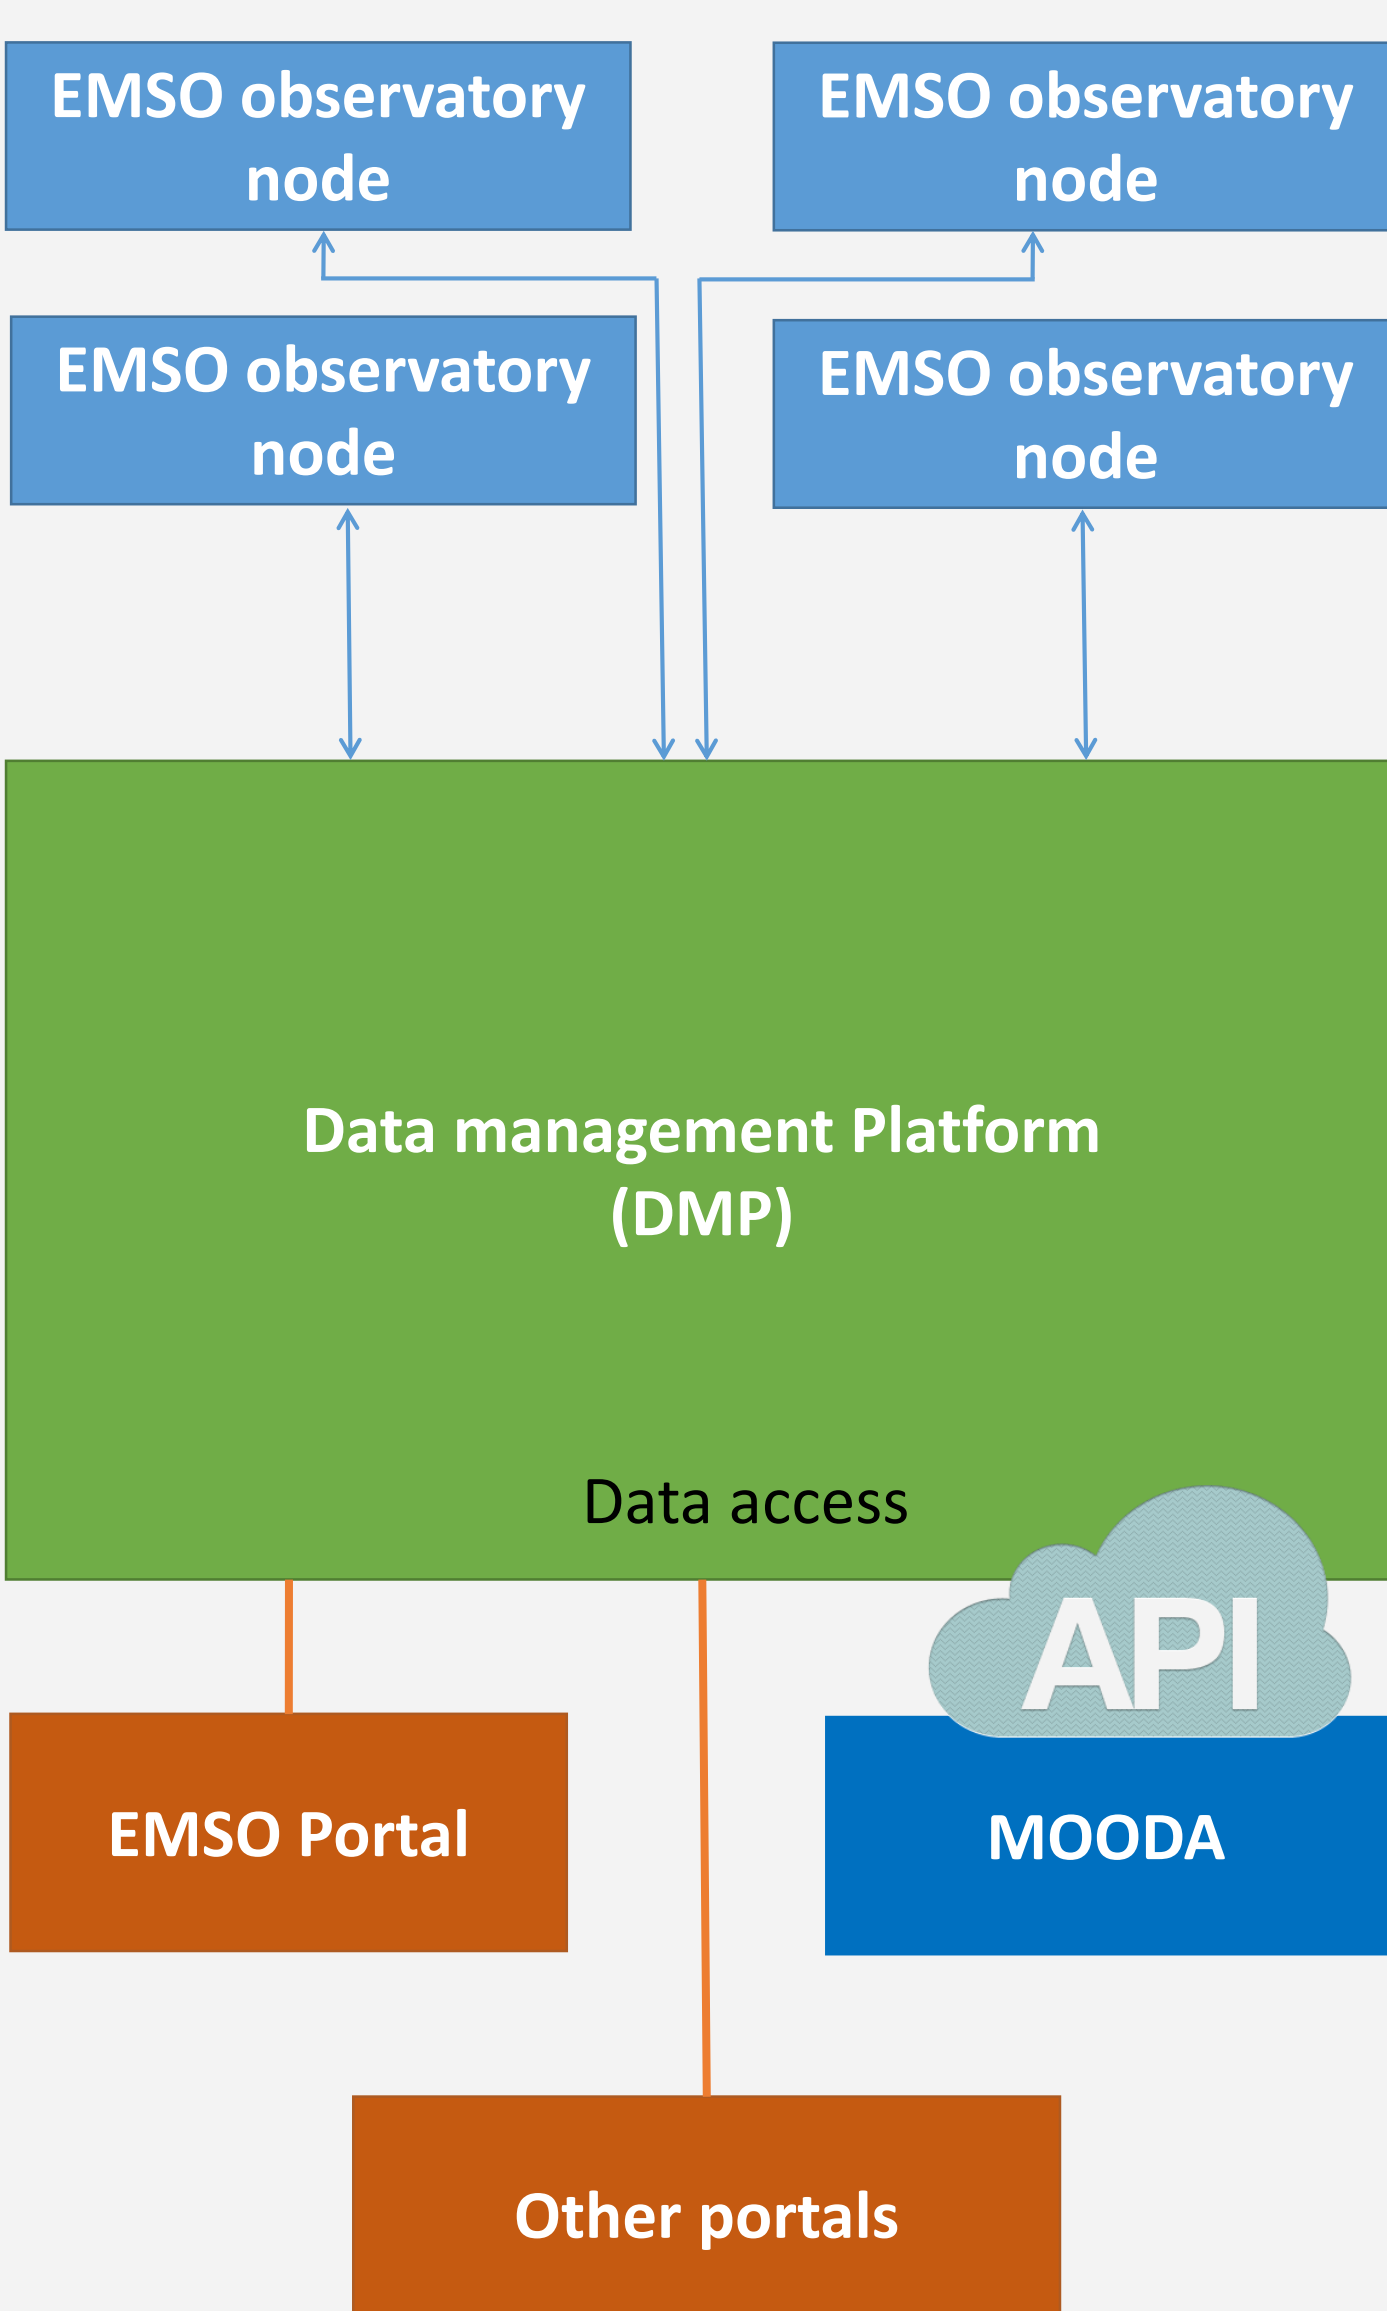 EMSO observatory
node
EMSO observatory
node
EMSO observatory
node
EMSO observatory
node
Data management Platform
(DMP)
Data access
API
EMSO Portal
MOODA
Other portals